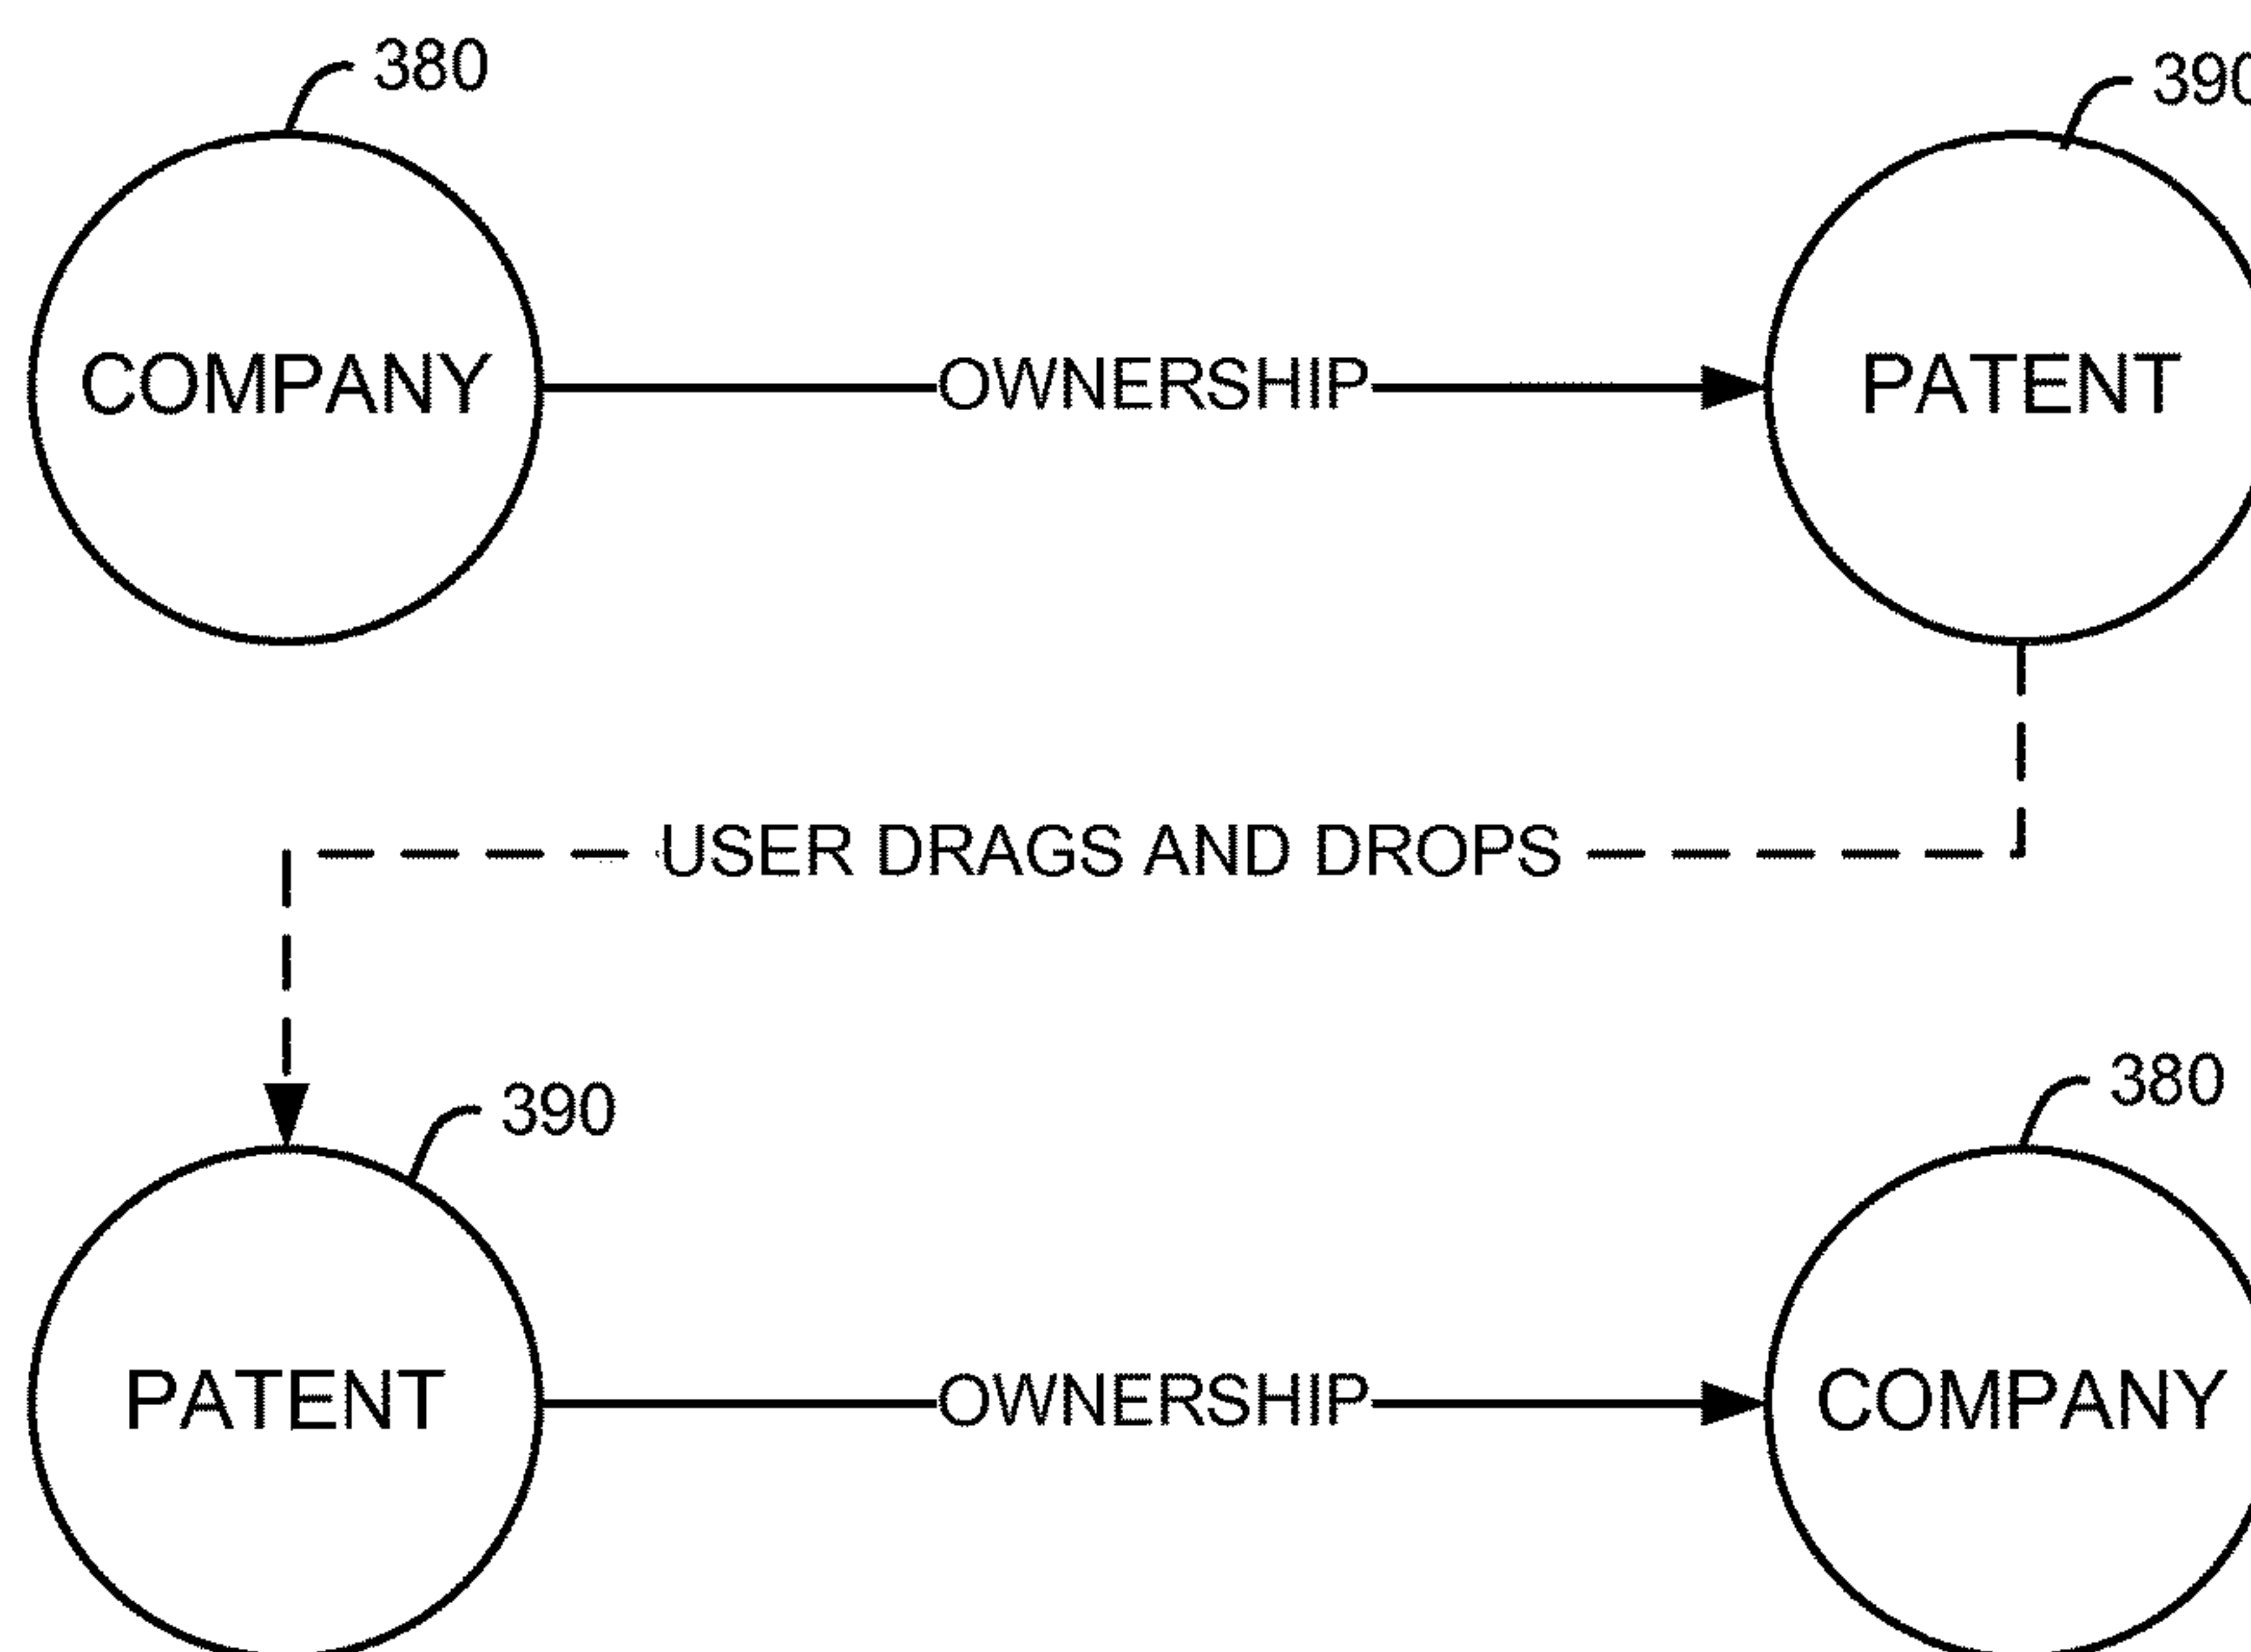 380
390
COMPANY
OWNERSHIP
PATENT
USER DRAGS AND DROPS
390
380
PATENT
OWNERSHIP
COMPANY